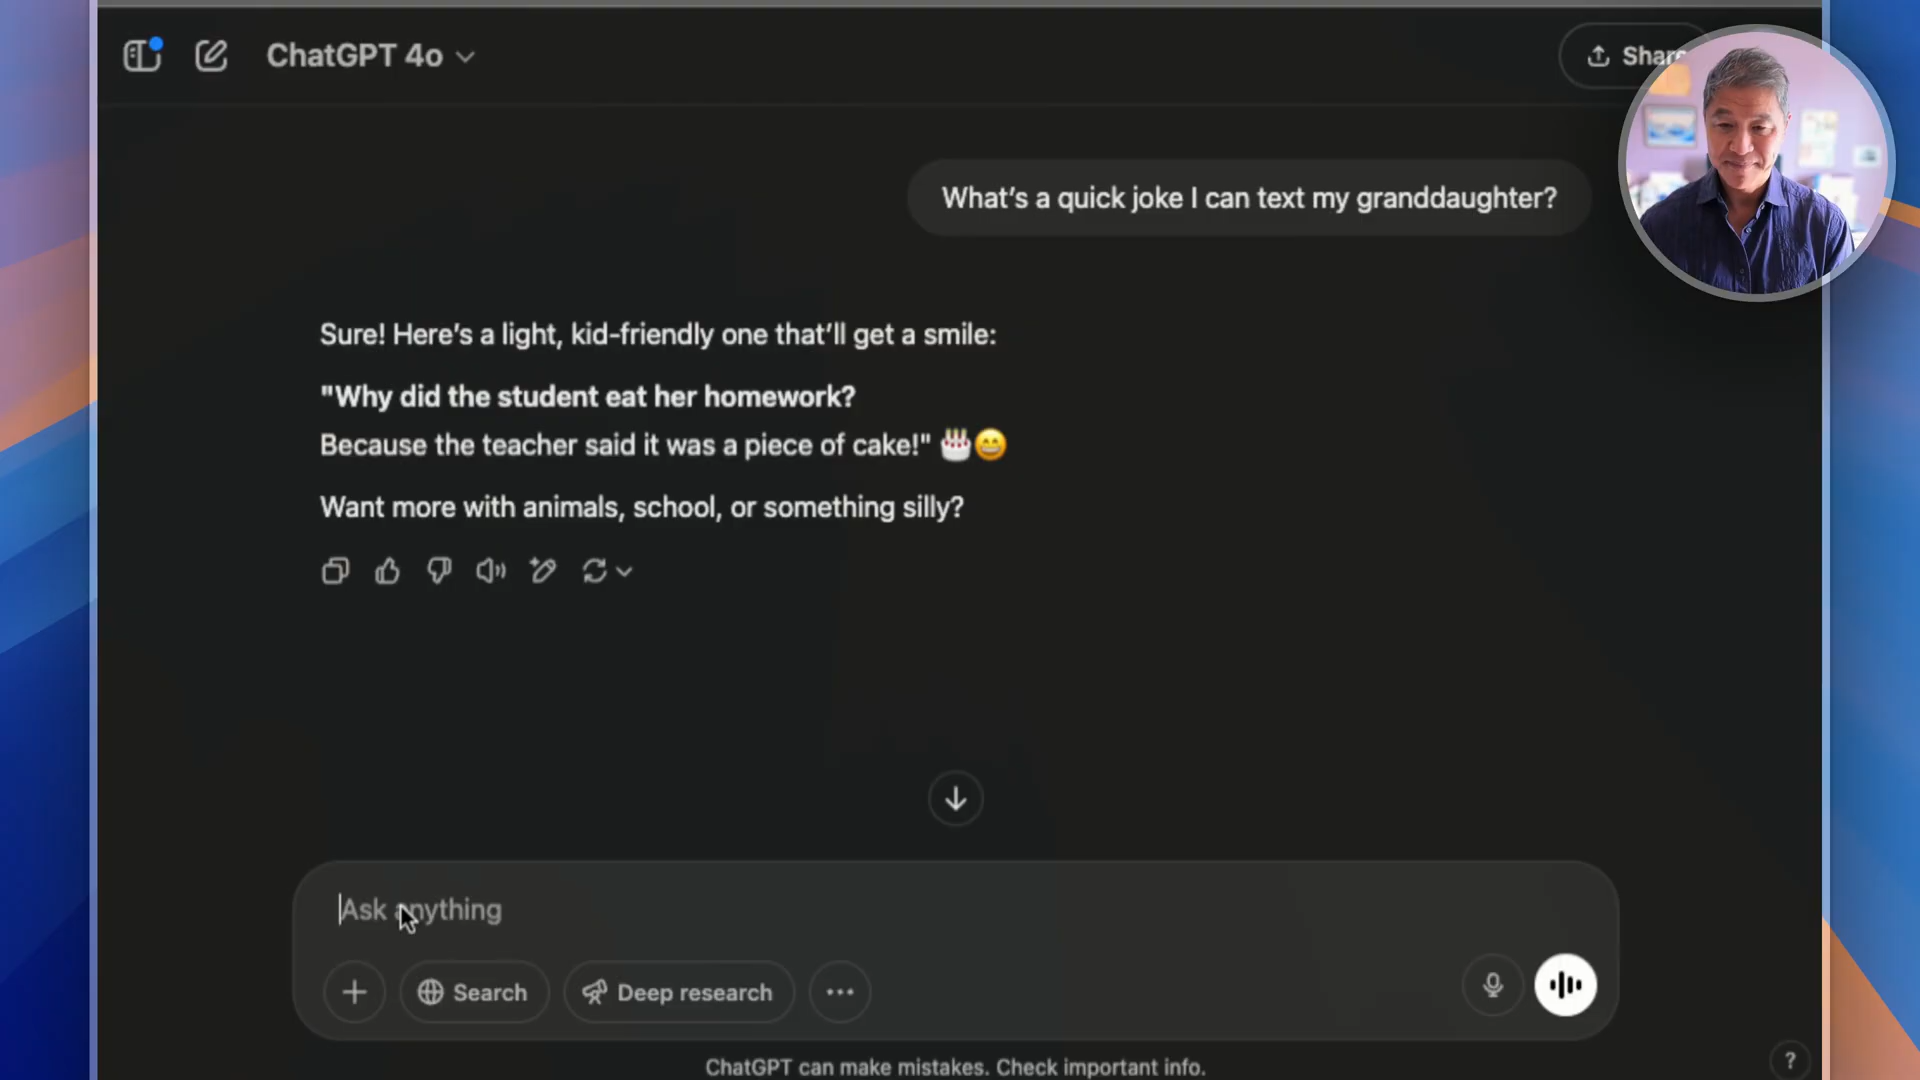 ChatGPT 4o
What's a quick joke I can text my granddaughter?
Sure! Here's a light, kid-friendly one that'll get a smile:
"Why did the student eat her homework?
Because the teacher said it was a piece of cake!" 🎂😄
Want more with animals, school, or something silly?
Ask anything
Search
Deep research
ChatGPT can make mistakes. Check important info.
?